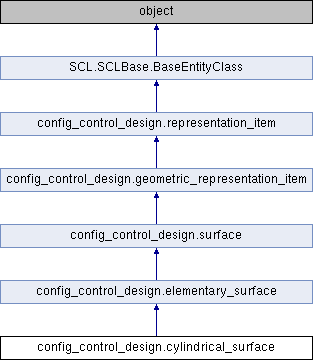 object
SCL.SCLBase.BaseEntityClass
config_control_design.representation_item
config_control_design.geometric_representation_item
config_control_design.surface
config_control_design.elementary_surface
config_control_design.cylindrical_surface